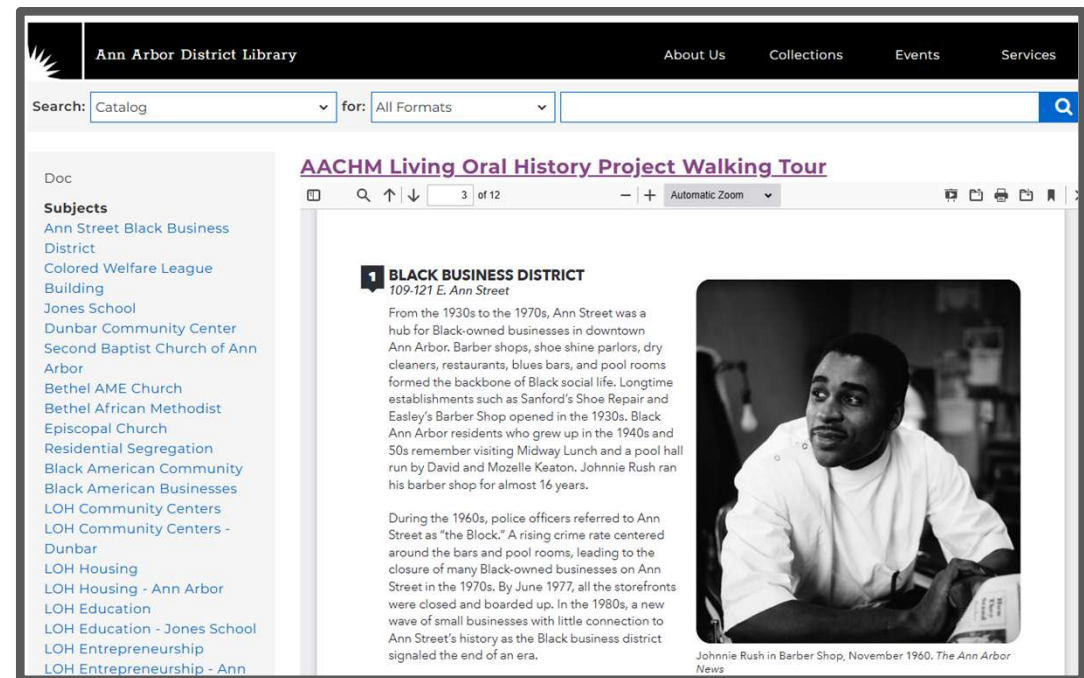 Ann Arbor District Library
About Us
Collections
Events
Services
Search:
Catalog
for:
All Formats
Doc
Subjects
Ann Street Black Business
District
Colored Welfare League
Building
Jones School
Dunbar Community Center
Second Baptist Church of Ann
Arbor
Bethel AME Church
Bethel African Methodist
Episcopal Church
Residential Segregation
Black American Community
Black American Businesses
LOH Community Centers
LOH Community Centers -
Dunbar
LOH Housing
LOH Housing - Ann Arbor
LOH Education
LOH Education - Jones School
LOH Entrepreneurship
LOH Entrepreneurship - Ann
AACHM Living Oral History Project Walking Tour
3 of 12
Automatic Zoom
1 BLACK BUSINESS DISTRICT
109-121 E. Ann Street
From the 1930s to the 1970s, Ann Street was a
hub for Black-owned businesses in downtown
Ann Arbor. Barber shops, shoe shine parlors, dry
cleaners, restaurants, blues bars, and pool rooms
formed the backbone of Black social life. Longtime
establishments such as Sanford's Shoe Repair and
Easley's Barber Shop opened in the 1930s. Black
Ann Arbor residents who grew up in the 1940s and
50s remember visiting Midway Lunch and a pool hall
run by David and Mozelle Keaton. Johnnie Rush ran
his barber shop for almost 16 years.
During the 1960s, police officers referred to Ann
Street as "the Block." A rising crime rate centered
around the bars and pool rooms, leading to the
closure of many Black-owned businesses on Ann
Street in the 1970s. By June 1977, all the storefronts
were closed and boarded up. In the 1980s, a new
wave of small businesses with little connection to
Ann Street's history as the Black business district
signaled the end of an era.
How
They
Stand
Johnnie Rush in Barber Shop, November 1960. The Ann Arbor
News